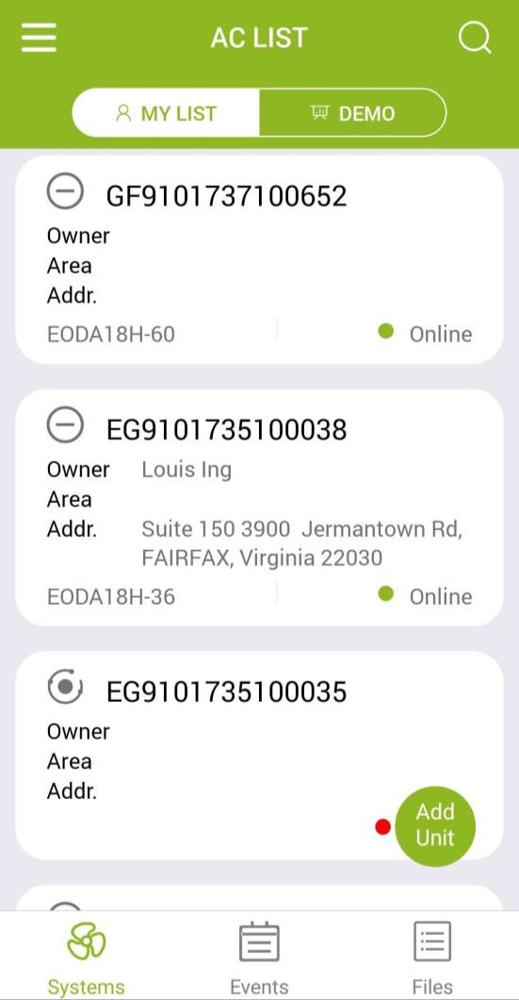 AC LIST
MY LIST
DEMO
GF9101737100652
Owner
Area
Addr.
EODA18H-60
Online
EG9101735100038
Owner Louis Ing
Area
Addr. Suite 150 3900 Jermantown Rd,
FAIRFAX, Virginia 22030
EODA18H-36
Online
EG9101735100035
Owner
Area
Addr.
Add
Unit
Systems
Events
Files